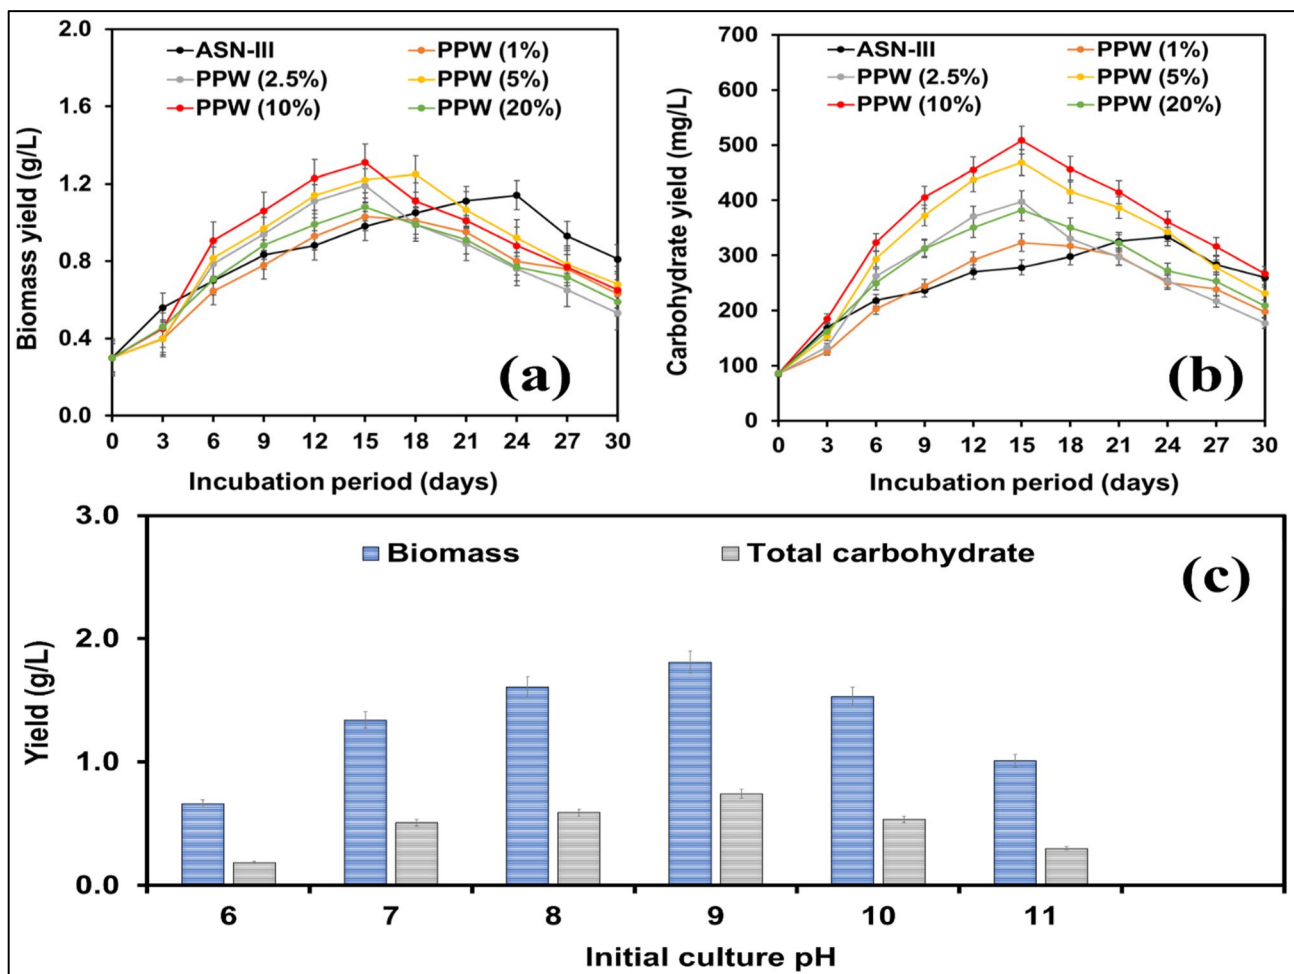 2.0
1.6
1.2
0.8
0.4
0.0
Biomass yield (g/L)
ASN-III
PPW (1%)
PPW (2.5%)
PPW (5%)
PPW (10%)
PPW (20%)
(a)
0 3 6 9 12 15 18 21 24 27 30
Incubation period (days)
700
600
500
400
300
200
100
0
Carbohydrate yield (mg/L)
ASN-III
PPW (1%)
PPW (2.5%)
PPW (5%)
PPW (10%)
PPW (20%)
(b)
0 3 6 9 12 15 18 21 24 27 30
Incubation period (days)
3.0
2.0
1.0
0.0
Yield (g/L)
Biomass
Total carbohydrate
(c)
6 7 8 9 10 11
Initial culture pH